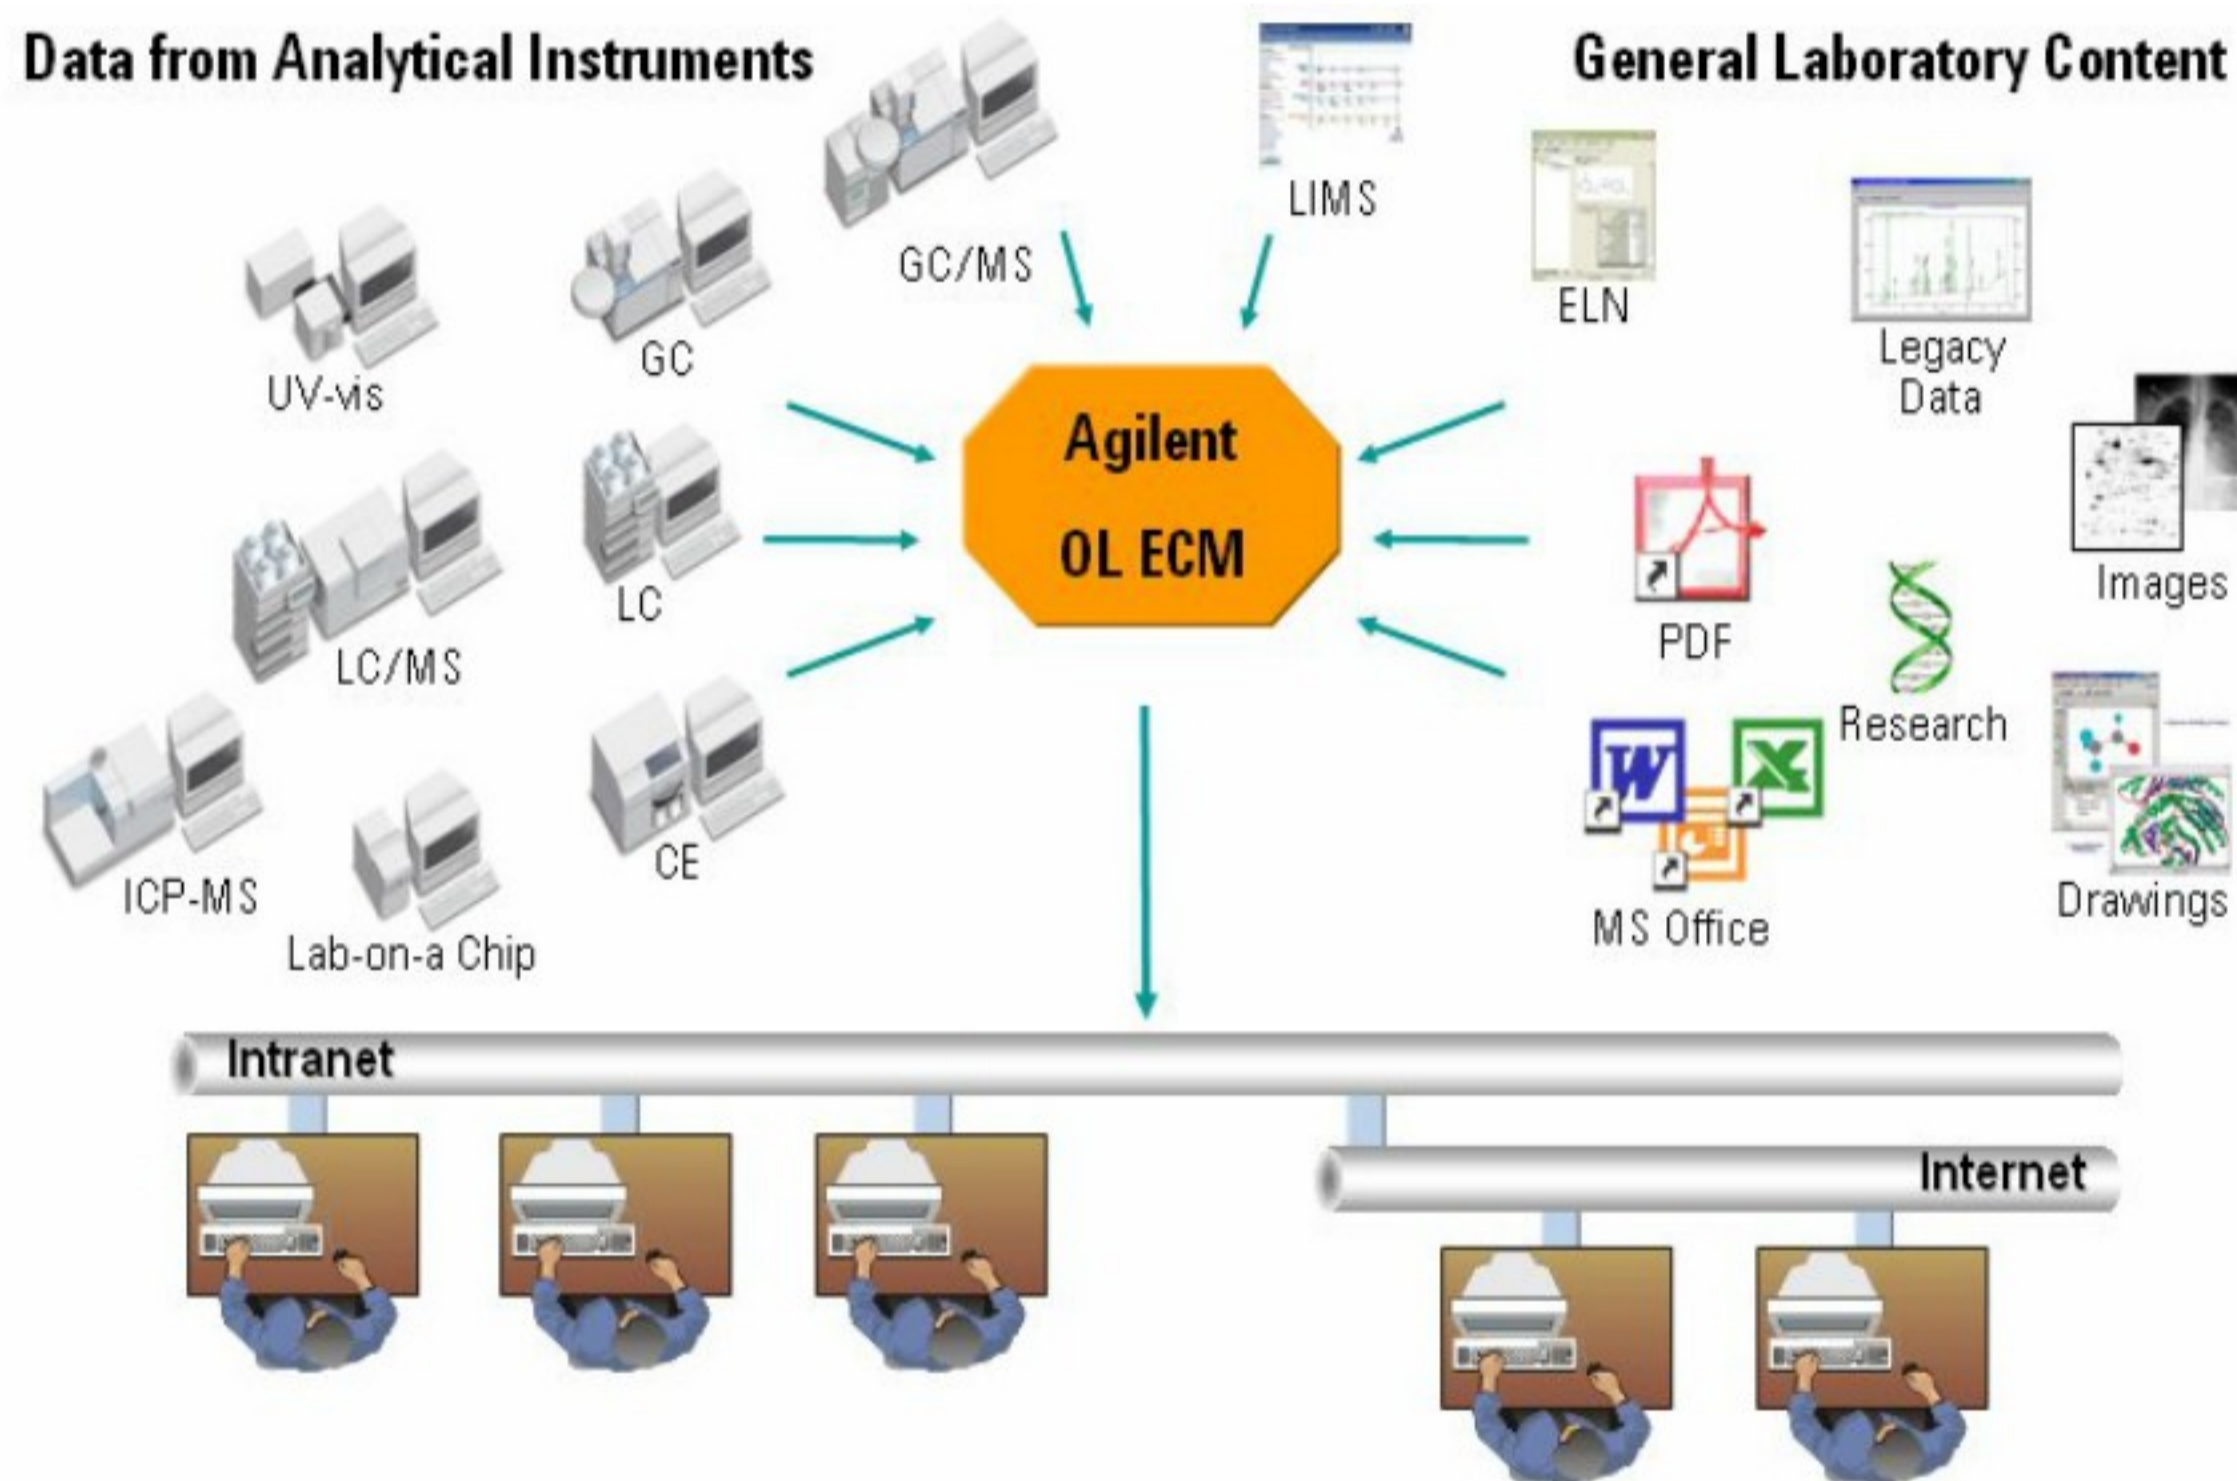 Data from Analytical Instruments
General Laboratory Content
GC/MS
LIMS
ELN
UV-vis
GC
Legacy
Data
Agilent
OL ECM
LC/MS
LC
PDF
Images
Research
ICP-MS
Lab-on-a Chip
CE
W
MS Office
Drawings
Intranet
Internet